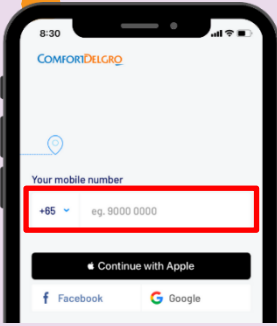 8:30
COMFORTDELGRO
Your mobile number
+65 eg. 9000 0000
Continue with Apple
Facebook Google